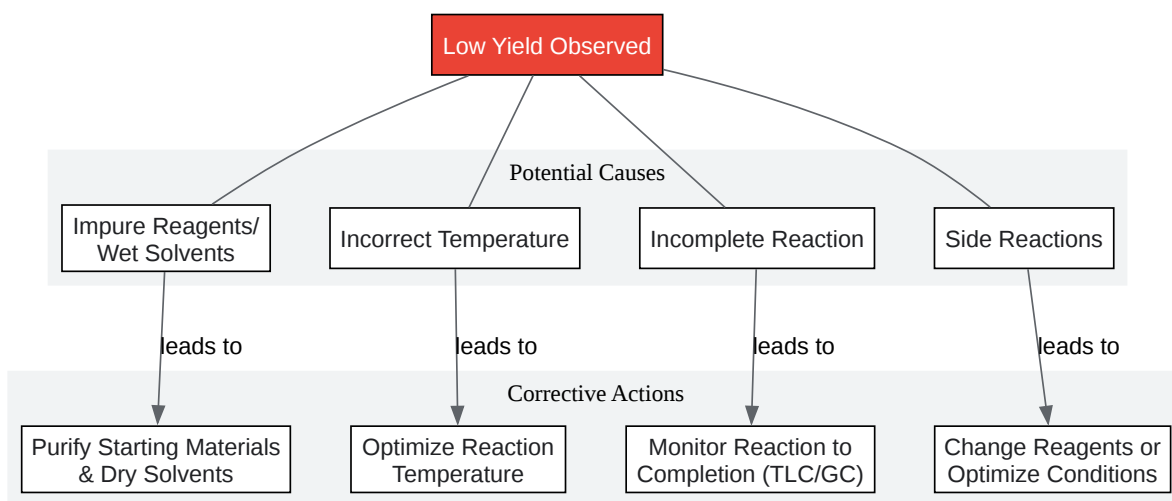 Low Yield Observed
Potential Causes
Impure Reagents/
Wet Solvents
Incorrect Temperature
Incomplete Reaction
Side Reactions
leads to
leads to
leads to
leads to
Corrective Actions
Purify Starting Materials
& Dry Solvents
Optimize Reaction
Temperature
Monitor Reaction to
Completion (TLC/GC)
Change Reagents or
Optimize Conditions